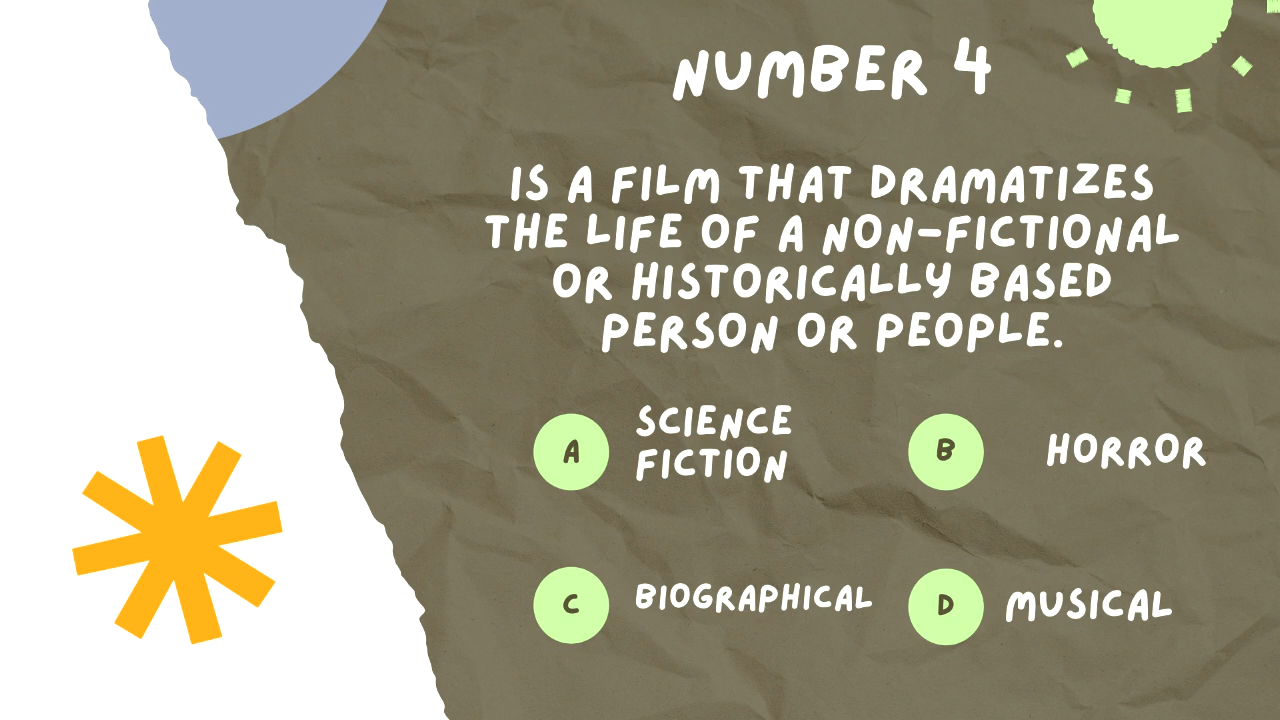 NUMBER 4
IS A FILM THAT DRAMATIZES
THE LIFE OF A NON-FICTIONAL
OR HISTORICALLY BASED
PERSON OR PEOPLE.
A SCIENCE
FICTION
B HORROR
C BIOGRAPHICAL
D MUSICAL